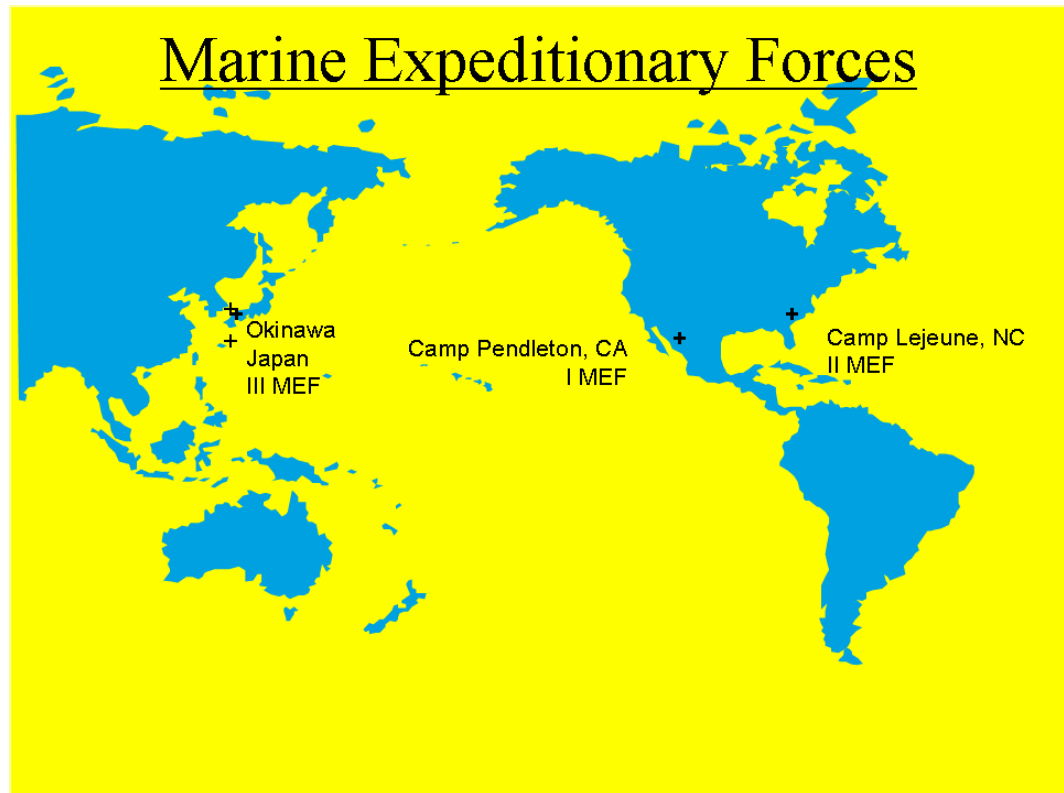 Marine Expeditionary Forces
Okinawa
Japan
III MEF
Camp Pendleton, CA
I MEF
Camp Lejeune, NC
II MEF